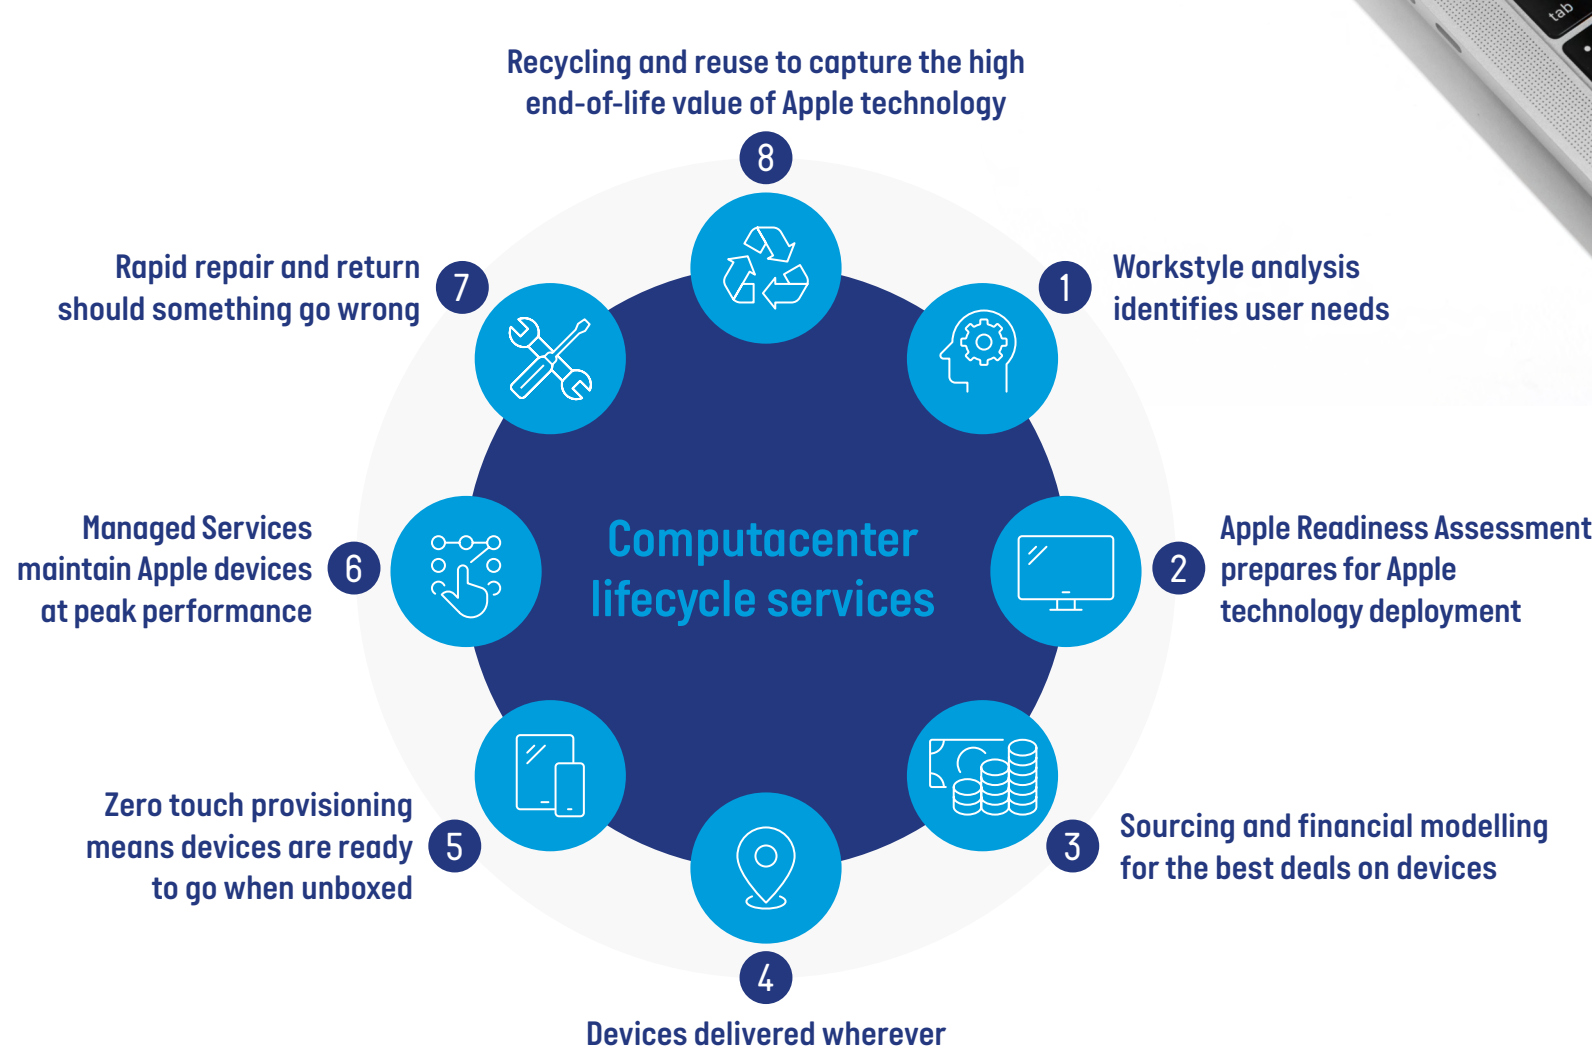 Recycling and reuse to capture the high
end-of-life value of Apple technology
8
Rapid repair and return
should something go wrong
7
1
Workstyle analysis
identifies user needs
Managed Services
maintain Apple devices
at peak performance
6
Computacenter
lifecycle services
2
Apple Readiness Assessment
prepares for Apple
technology deployment
Zero touch provisioning
means devices are ready
to go when unboxed
5
3
Sourcing and financial modelling
for the best deals on devices
4
Devices delivered wherever
tab